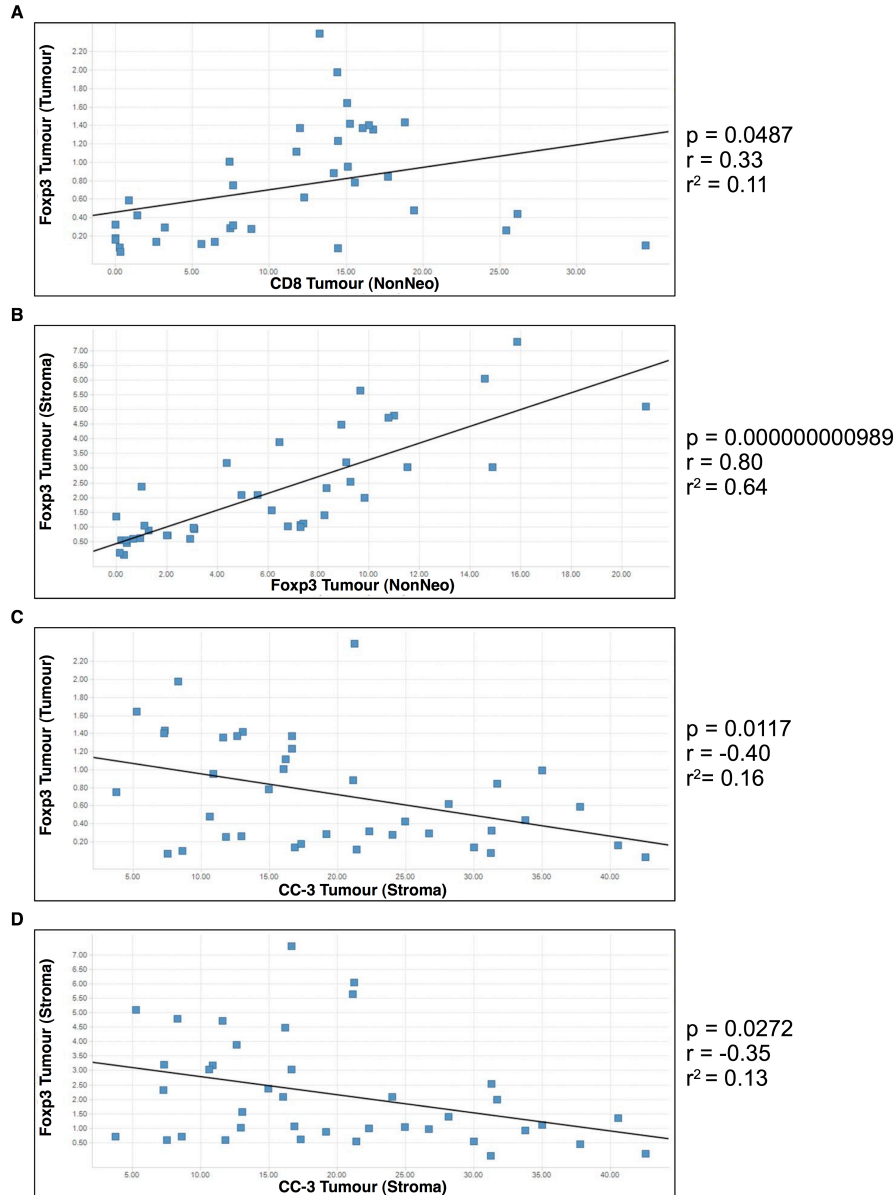 A
Foxp3 Tumour (Tumour)
2.20
2.00
1.80
1.60
1.40
1.20
1.00
0.80
0.60
0.40
0.20
0.00 5.00 10.00 15.00 20.00 25.00 30.00
CD8 Tumour (NonNeo)
p = 0.0487
r = 0.33
r² = 0.11
B
Foxp3 Tumour (Stroma)
7.00
6.50
6.00
5.50
5.00
4.50
4.00
3.50
3.00
2.50
2.00
1.50
1.00
0.50
0.00 2.00 4.00 6.00 8.00 10.00 12.00 14.00 16.00 18.00 20.00
Foxp3 Tumour (NonNeo)
p = 0.000000000989
r = 0.80
r² = 0.64
C
Foxp3 Tumour (Tumour)
2.20
2.00
1.80
1.60
1.40
1.20
1.00
0.80
0.60
0.40
0.20
5.00 10.00 15.00 20.00 25.00 30.00 35.00 40.00
CC-3 Tumour (Stroma)
p = 0.0117
r = -0.40
r²= 0.16
D
Foxp3 Tumour (Stroma)
7.00
6.50
6.00
5.50
5.00
4.50
4.00
3.50
3.00
2.50
2.00
1.50
1.00
0.50
5.00 10.00 15.00 20.00 25.00 30.00 35.00 40.00
CC-3 Tumour (Stroma)
p = 0.0272
r = -0.35
r² = 0.13